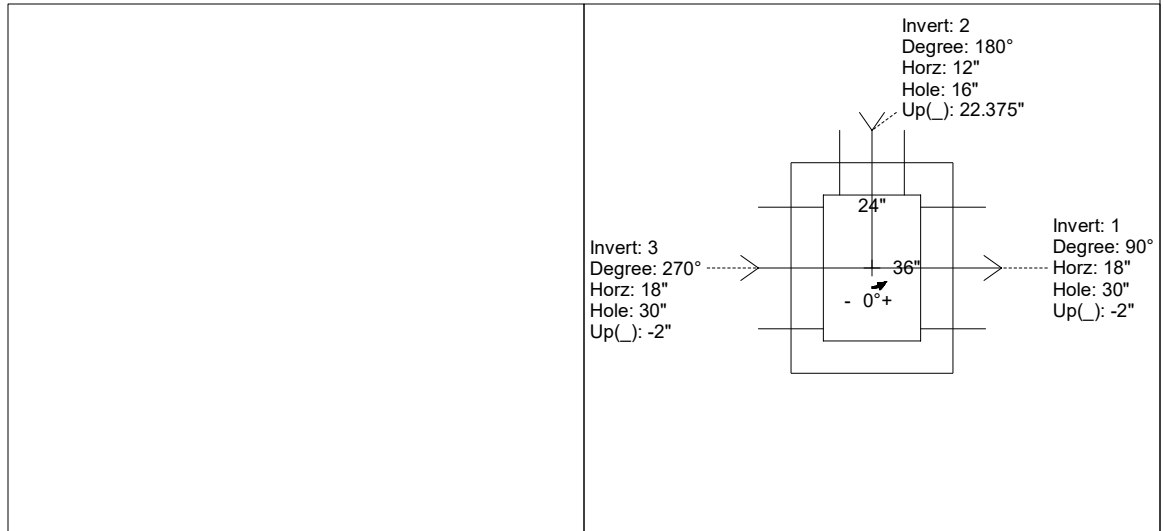 Invert: 2
Degree: 180°
Horz: 12"
Hole: 16"
Up(_): 22.375"
24"
Invert: 3
Degree: 270°
Horz: 18"
Hole: 30"
Up(_): -2"
36"
- 0°+
Invert: 1
Degree: 90°
Horz: 18"
Hole: 30"
Up(_): -2"